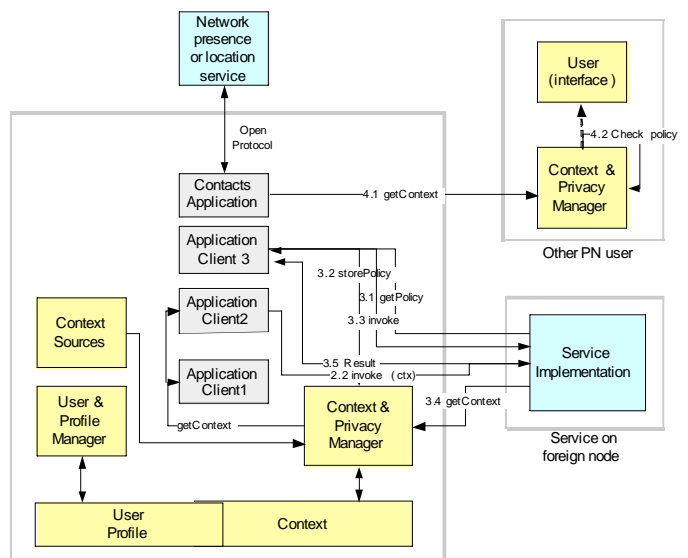 Network
presence
or location
service
Open
Protocol
User
(interface )
4.2 Check policy
Context &
Privacy
Manager
Other PN user
Contacts
Application
4.1 getContext
Application
Client 3
3.2 storePolicy
3.1 getPolicy
3.3 invoke
Application
Client2
Context
Sources
3.5 Result
2.2 invoke (ctx)
Service
Implementation
Application
Client1
User &
Profile
Manager
getContext
Context &
Privacy
Manager
3.4 getContext
Service on
foreign node
User
Profile
Context